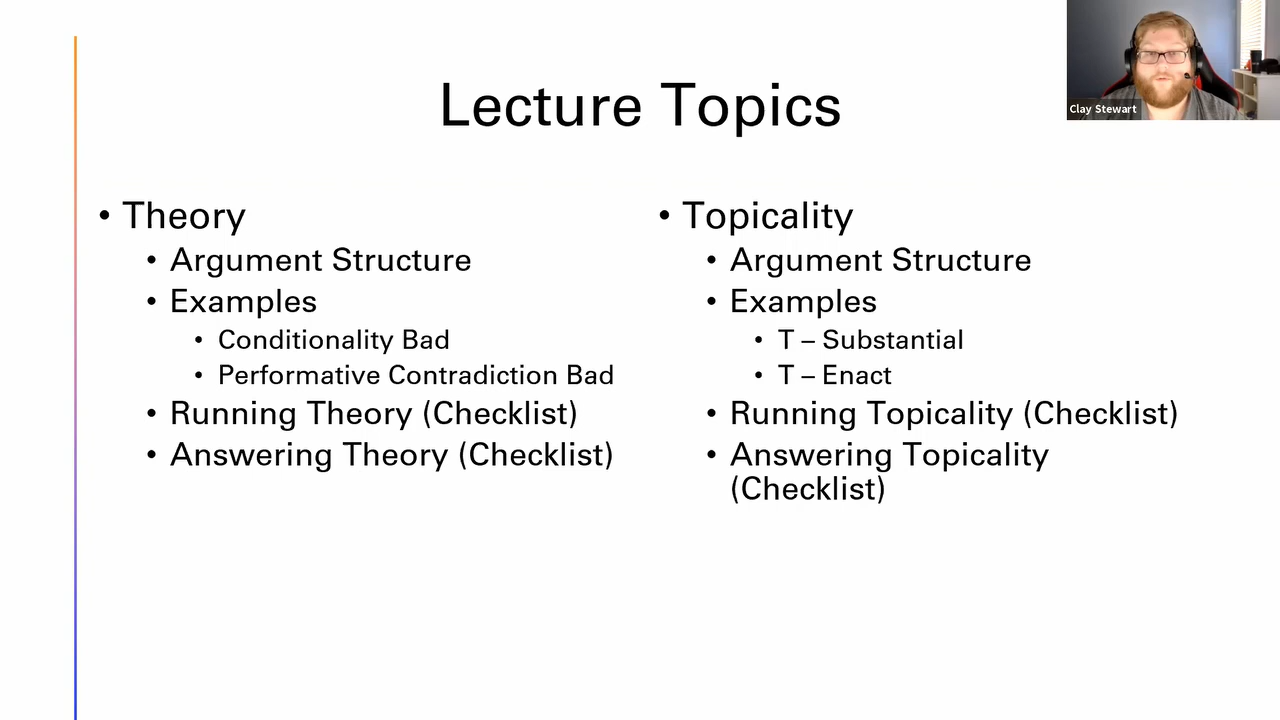 Lecture Topics
Clay Stewart
• Theory
• Argument Structure
• Examples
• Conditionality Bad
• Performative Contradiction Bad
• Running Theory (Checklist)
• Answering Theory (Checklist)
• Topicality
• Argument Structure
• Examples
• T – Substantial
• T – Enact
• Running Topicality (Checklist)
• Answering Topicality
(Checklist)